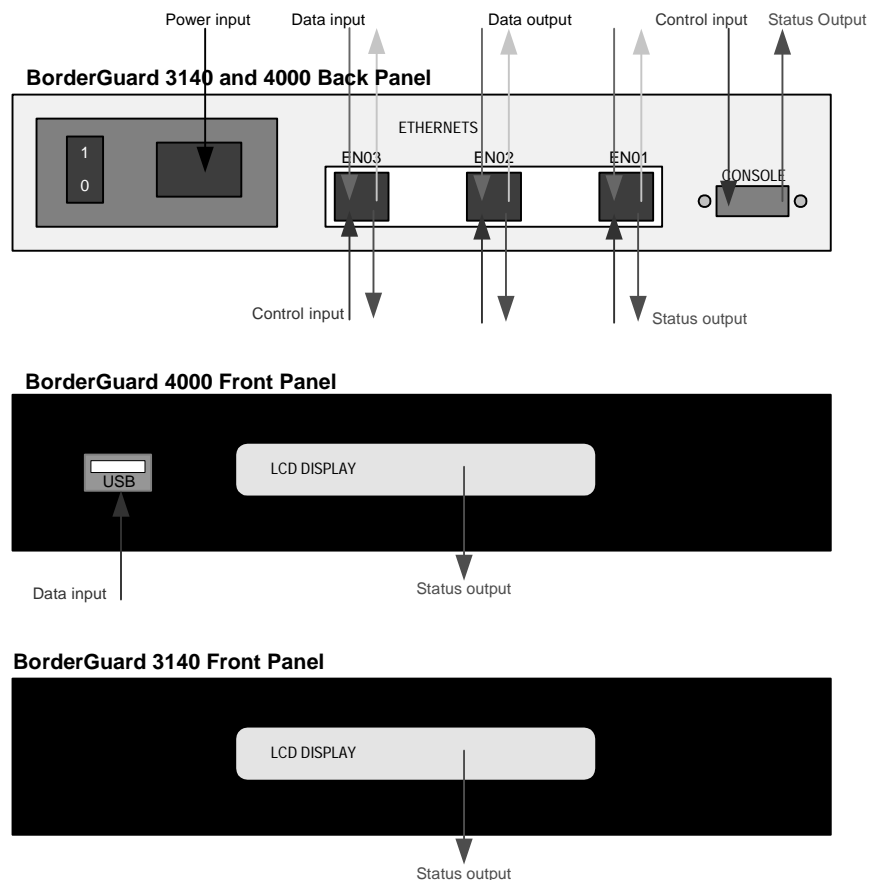 Power input Data input Data output Control input Status Output
BorderGuard 3140 and 4000 Back Panel
ETHERNETS
1
0
EN03 EN02 EN01
CONSOLE
Control input Status output
BorderGuard 4000 Front Panel
USB
LCD DISPLAY
Data input Status output
BorderGuard 3140 Front Panel
LCD DISPLAY
Status output